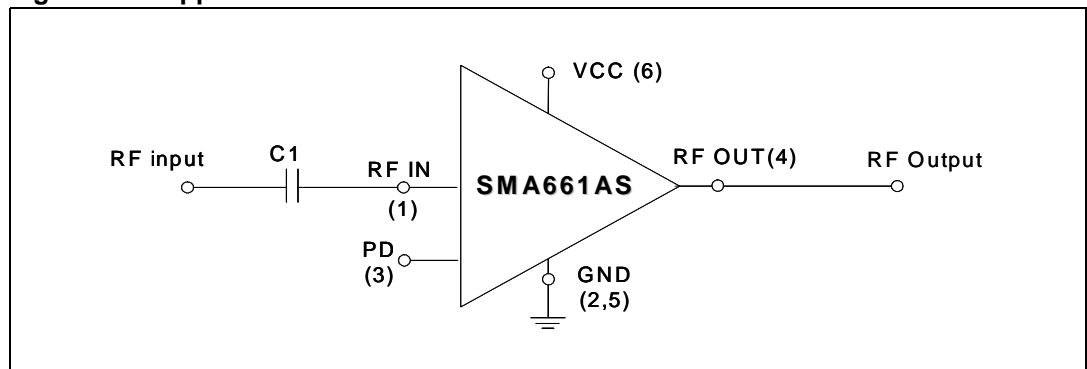 VCC (6)
RF input
C1
RF IN
(1)
SMA661AS
RF OUT(4)
RF Output
PD
(3)
GND
(2,5)